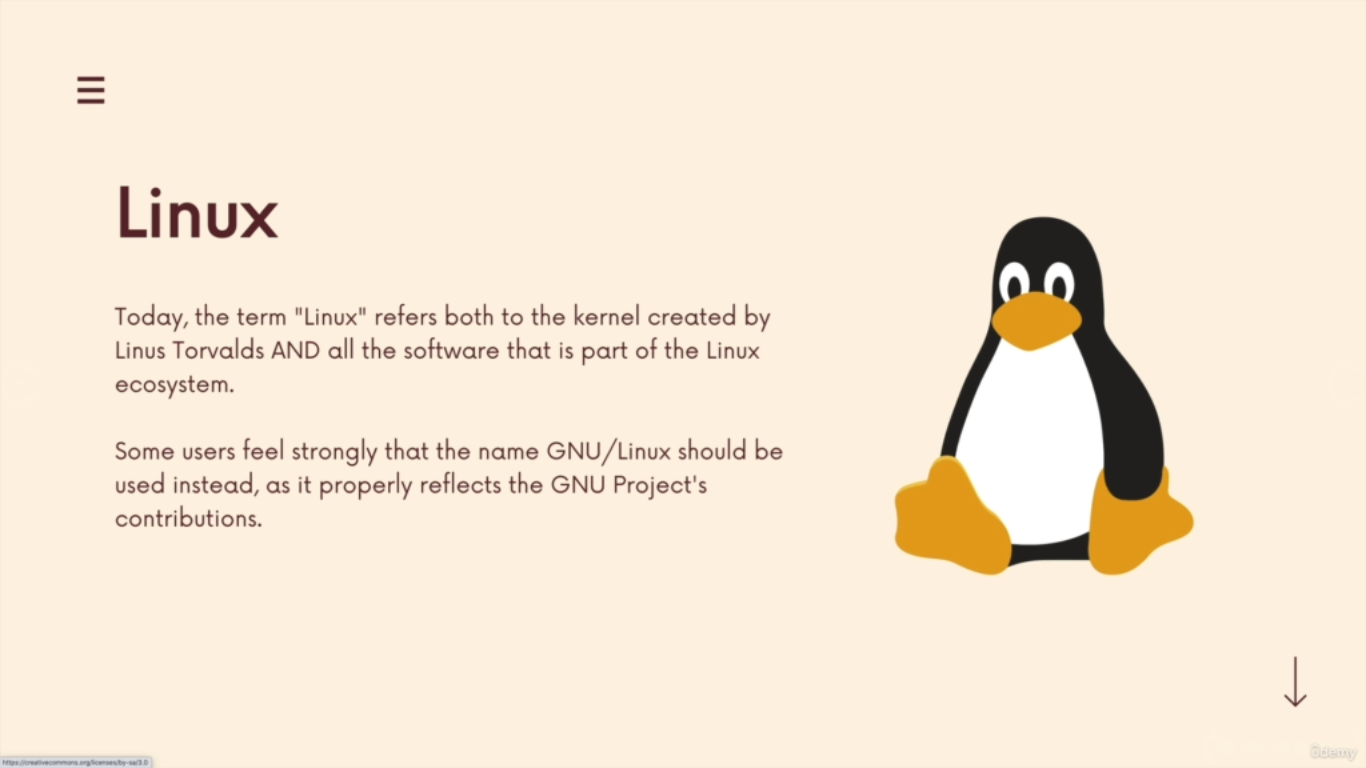 Linux
Today, the term "Linux" refers both to the kernel created by
Linus Torvalds AND all the software that is part of the Linux
ecosystem.
Some users feel strongly that the name GNU/Linux should be
used instead, as it properly reflects the GNU Project's
contributions.
https://creativecommons.org/licenses/by-sa/3.0
ûdemy